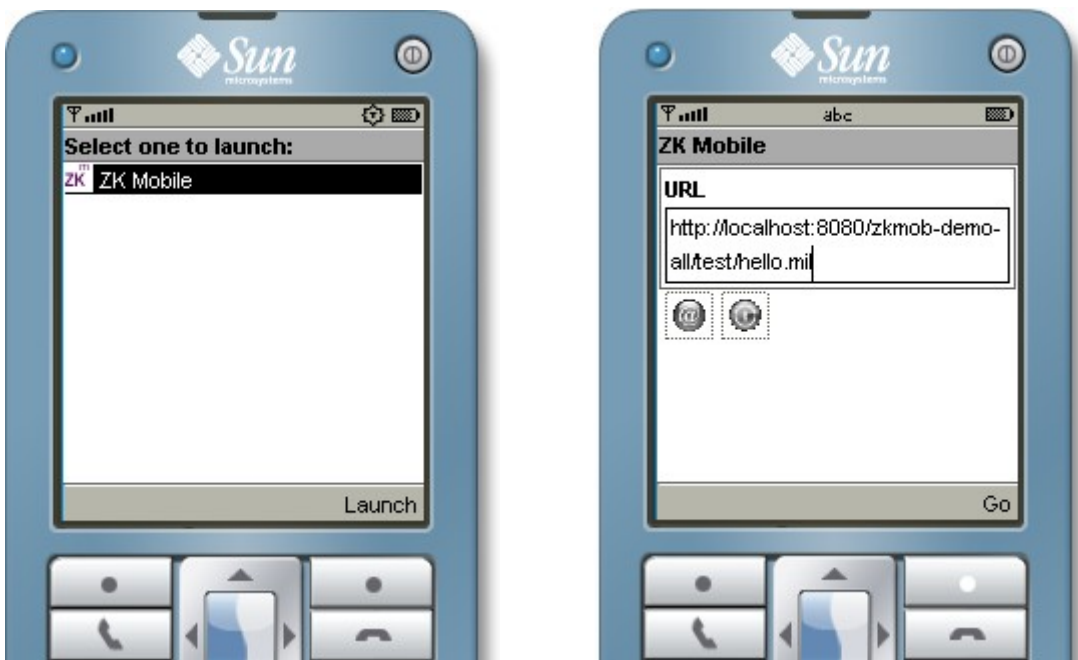 Sun
microsystems
Select one to launch:
ZK m ZK Mobile
Launch
Sun
microsystems
abc
ZK Mobile
URL
http://localhost:8080/zkmob-demo-
all/test/hello.mil
@
Go